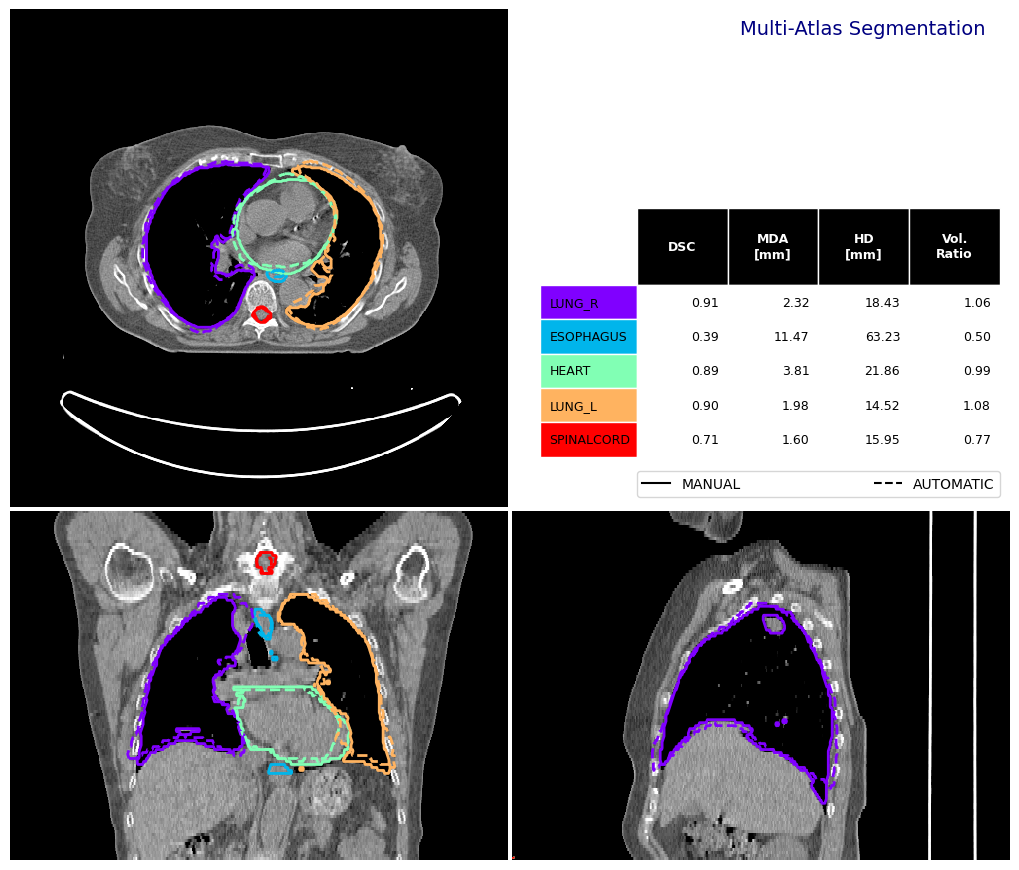 Multi-Atlas Segmentation
DSC MDA [mm] HD [mm] Vol. Ratio
LUNG_R 0.91 2.32 18.43 1.06
ESOPHAGUS 0.39 11.47 63.23 0.50
HEART 0.89 3.81 21.86 0.99
LUNG_L 0.90 1.98 14.52 1.08
SPINALCORD 0.71 1.60 15.95 0.77
MANUAL AUTOMATIC